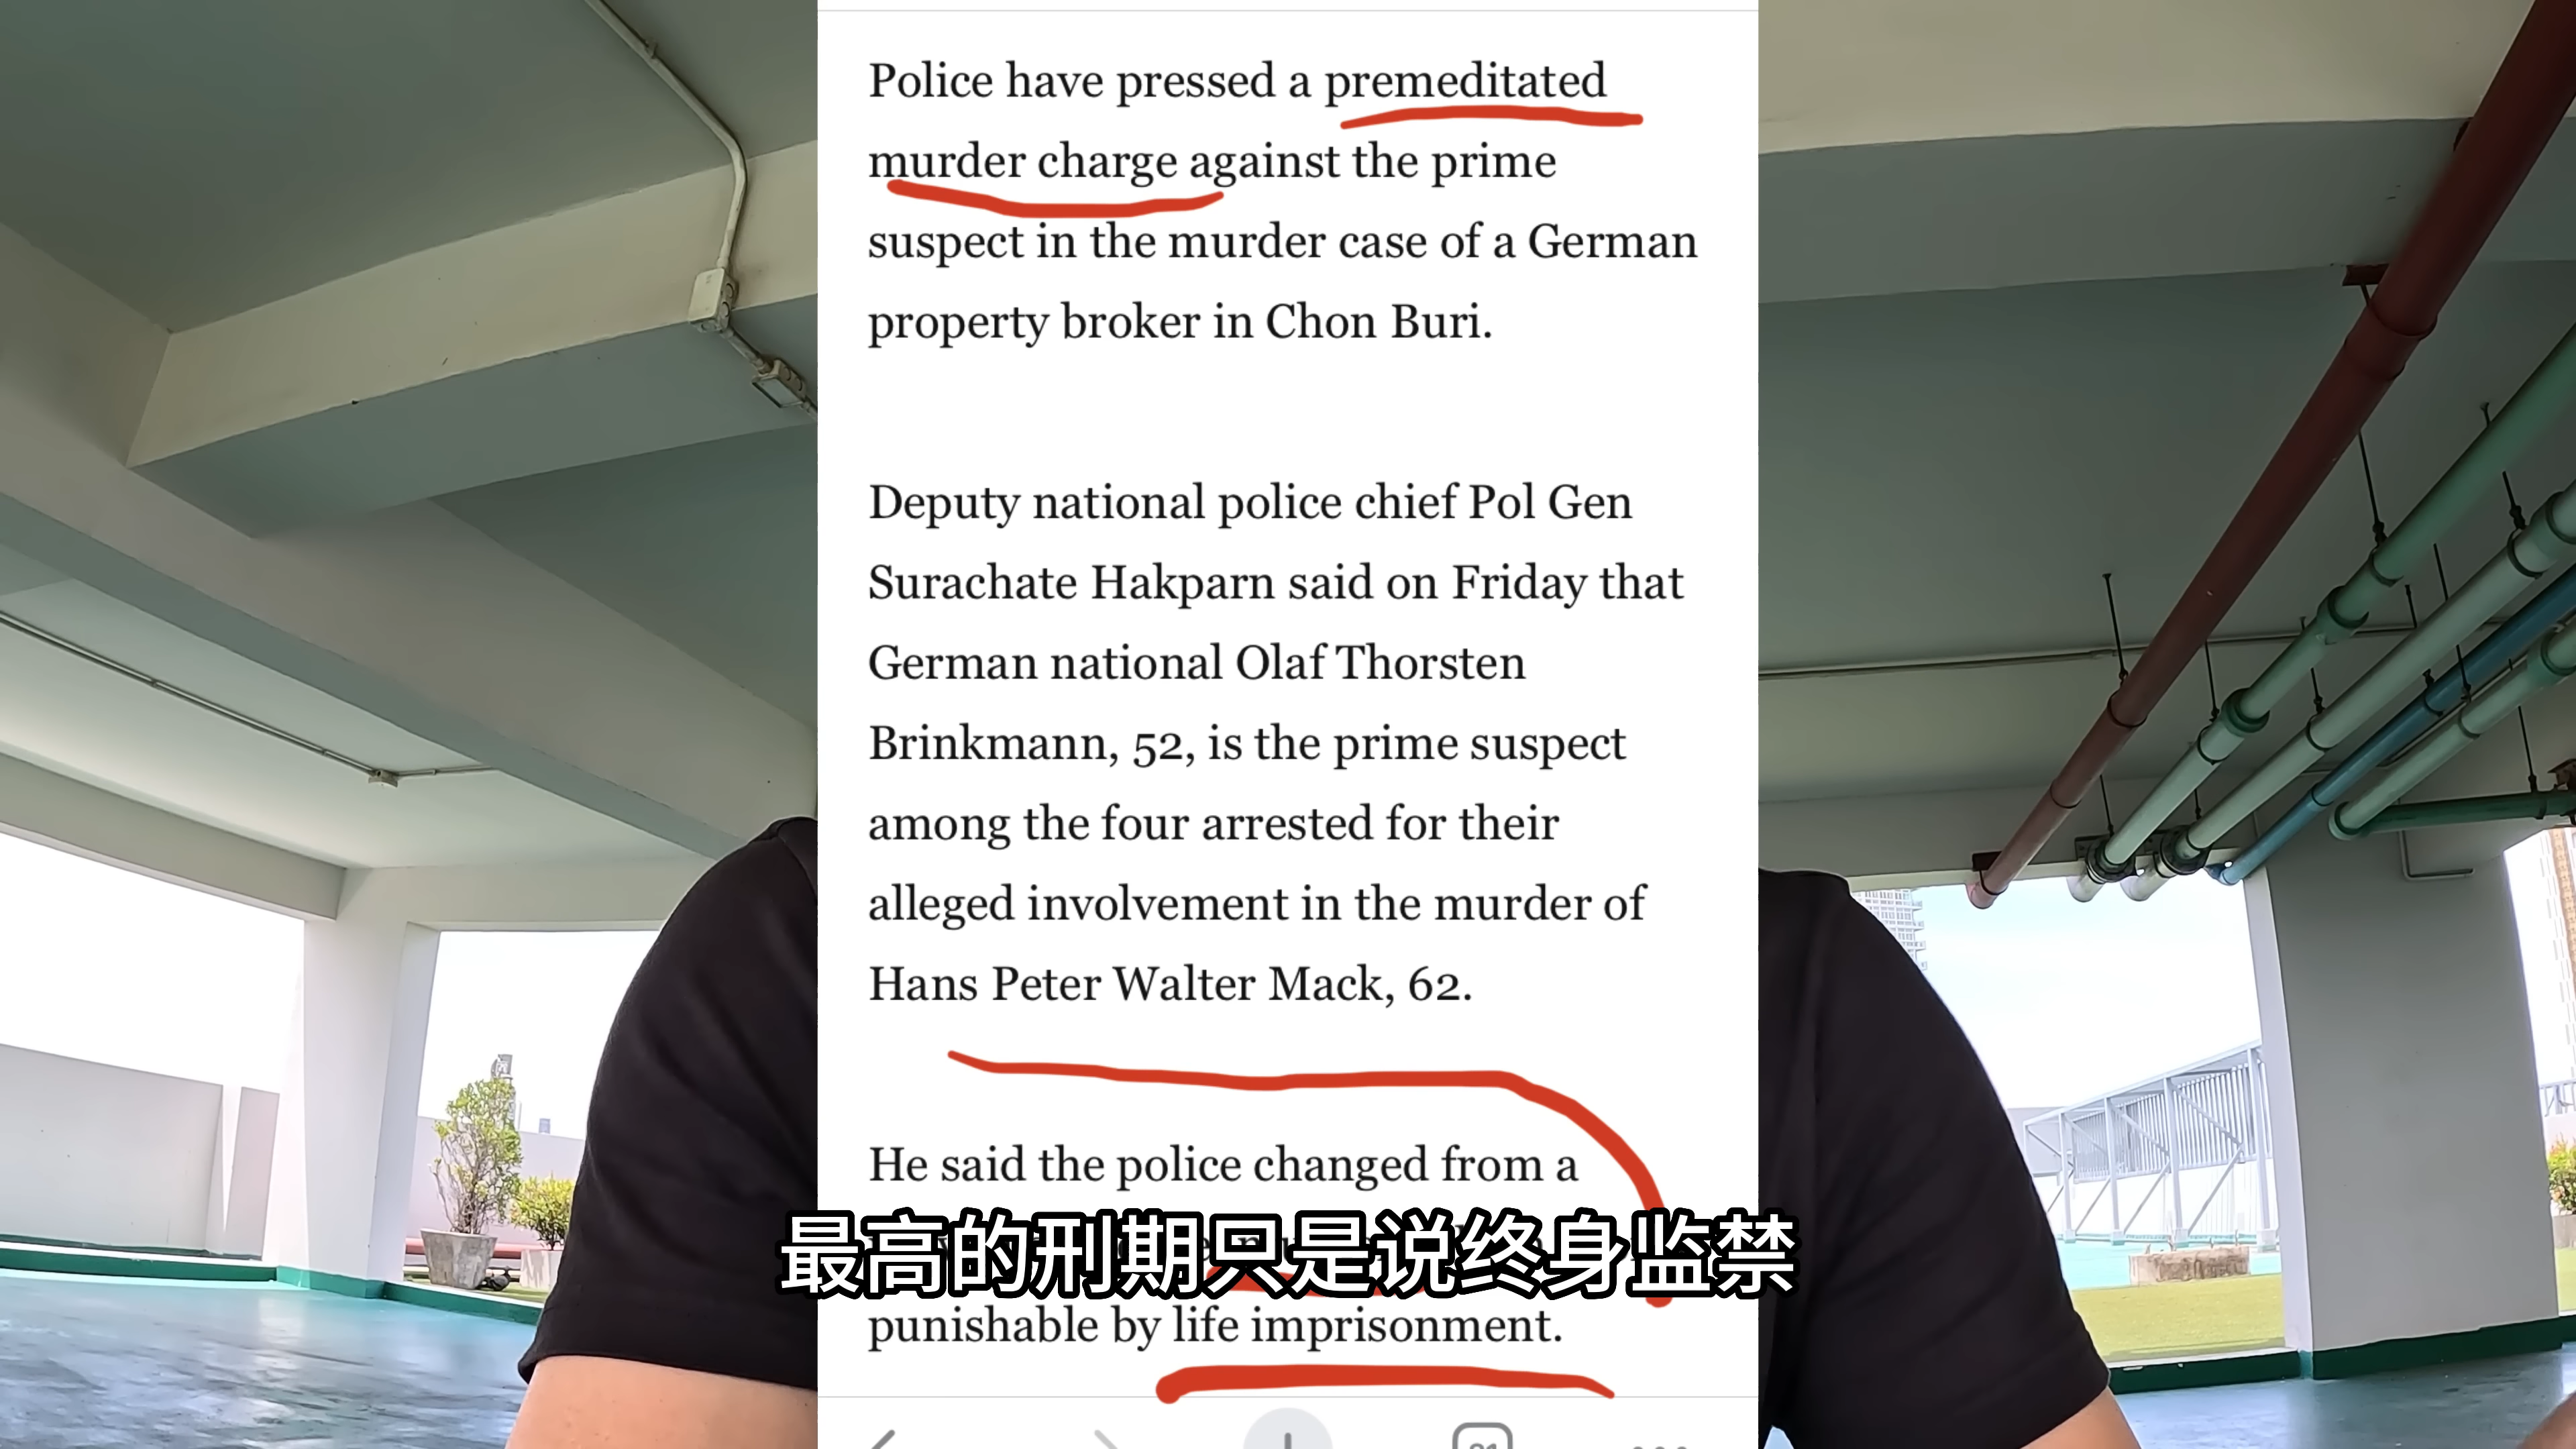 Police have pressed a premeditated
murder charge against the prime
suspect in the murder case of a German
property broker in Chon Buri.
Deputy national police chief Pol Gen
Surachate Hakparn said on Friday that
German national Olaf Thorsten
Brinkmann, 52, is the prime suspect
among the four arrested for their
alleged involvement in the murder of
Hans Peter Walter Mack, 62.
He said the police changed from a
最高的刑期只是说终身监禁
punishable by life imprisonment.